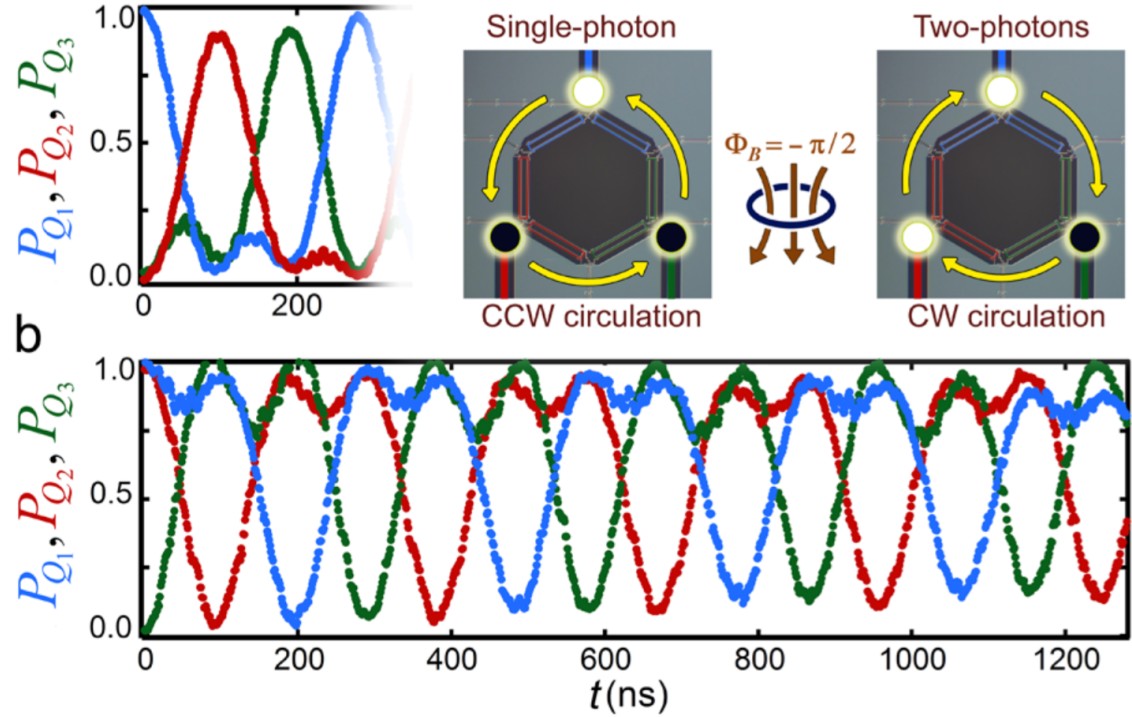 P_{Q_1}, P_{Q_2}, P_{Q_3}
1.0
0.5
0.0
0
200
Single-photon
CCW circulation
Φ_B = − π/2
Two-photons
CW circulation
b
P_{Q_1}, P_{Q_2}, P_{Q_3}
1.0
0.5
0.0
0
200
400
600
800
1000
1200
t (ns)